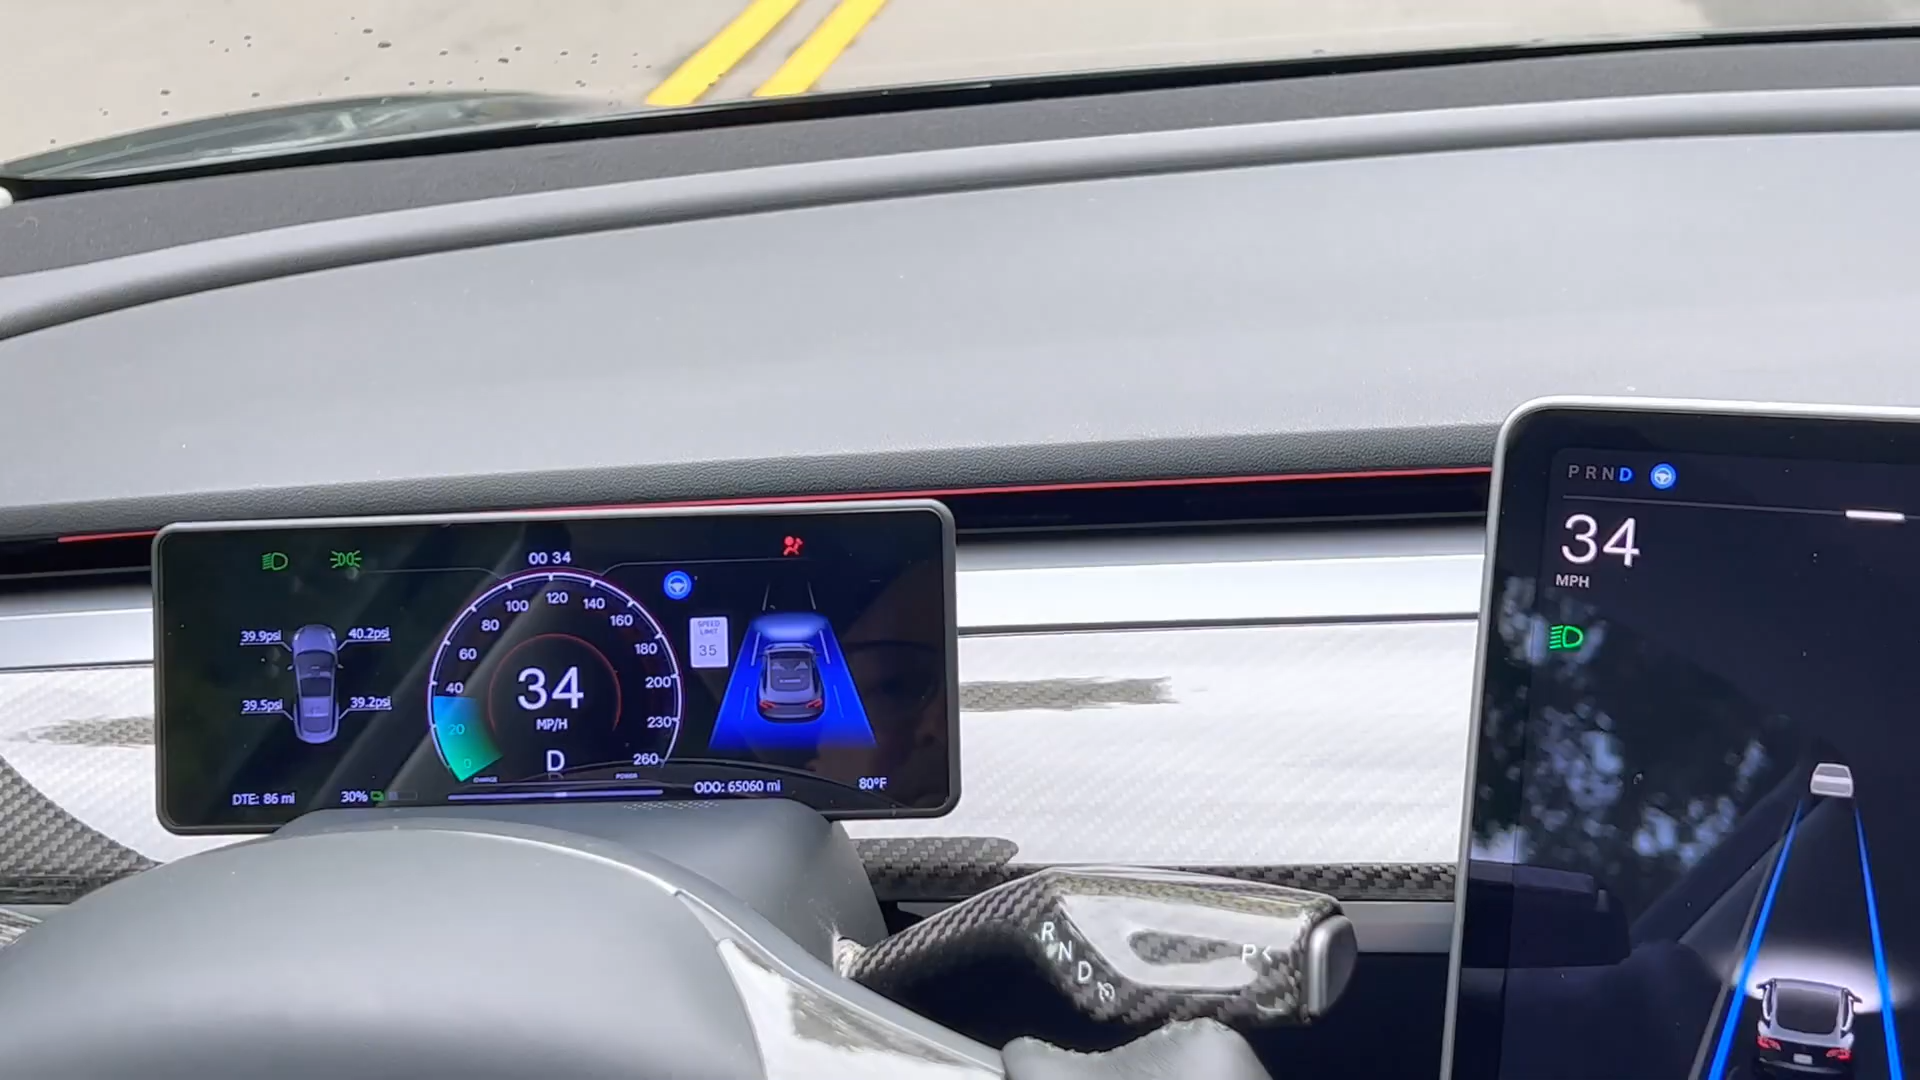 00 34
39.9psi
40.2psi
39.5psi
39.2psi
0
20
40
60
80
100
120
140
160
180
200
230
260
34
MP/H
D
CHARGE
POWER
SPEED
LIMIT
35
DTE: 86 mi
30%
ODO: 65060 mi
80°F
R
N
D
P<
P R N D
34
MPH